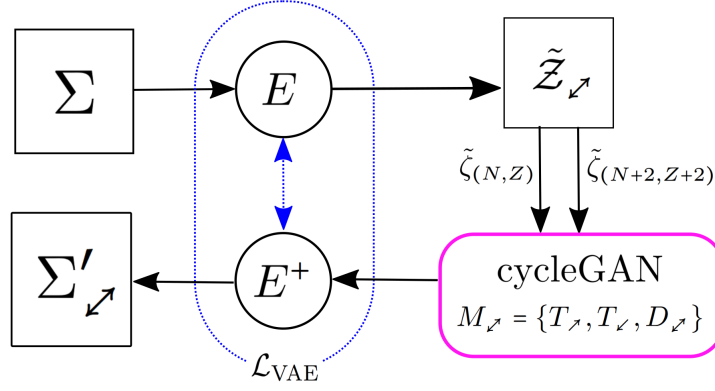 Σ
E
𝒵̃⤢
ζ̃(N,Z)
ζ̃(N+2,Z+2)
Σ′⤢
E⁺
cycleGAN
M⤢ = {T↗, T↙, D⤢}
ℒVAE